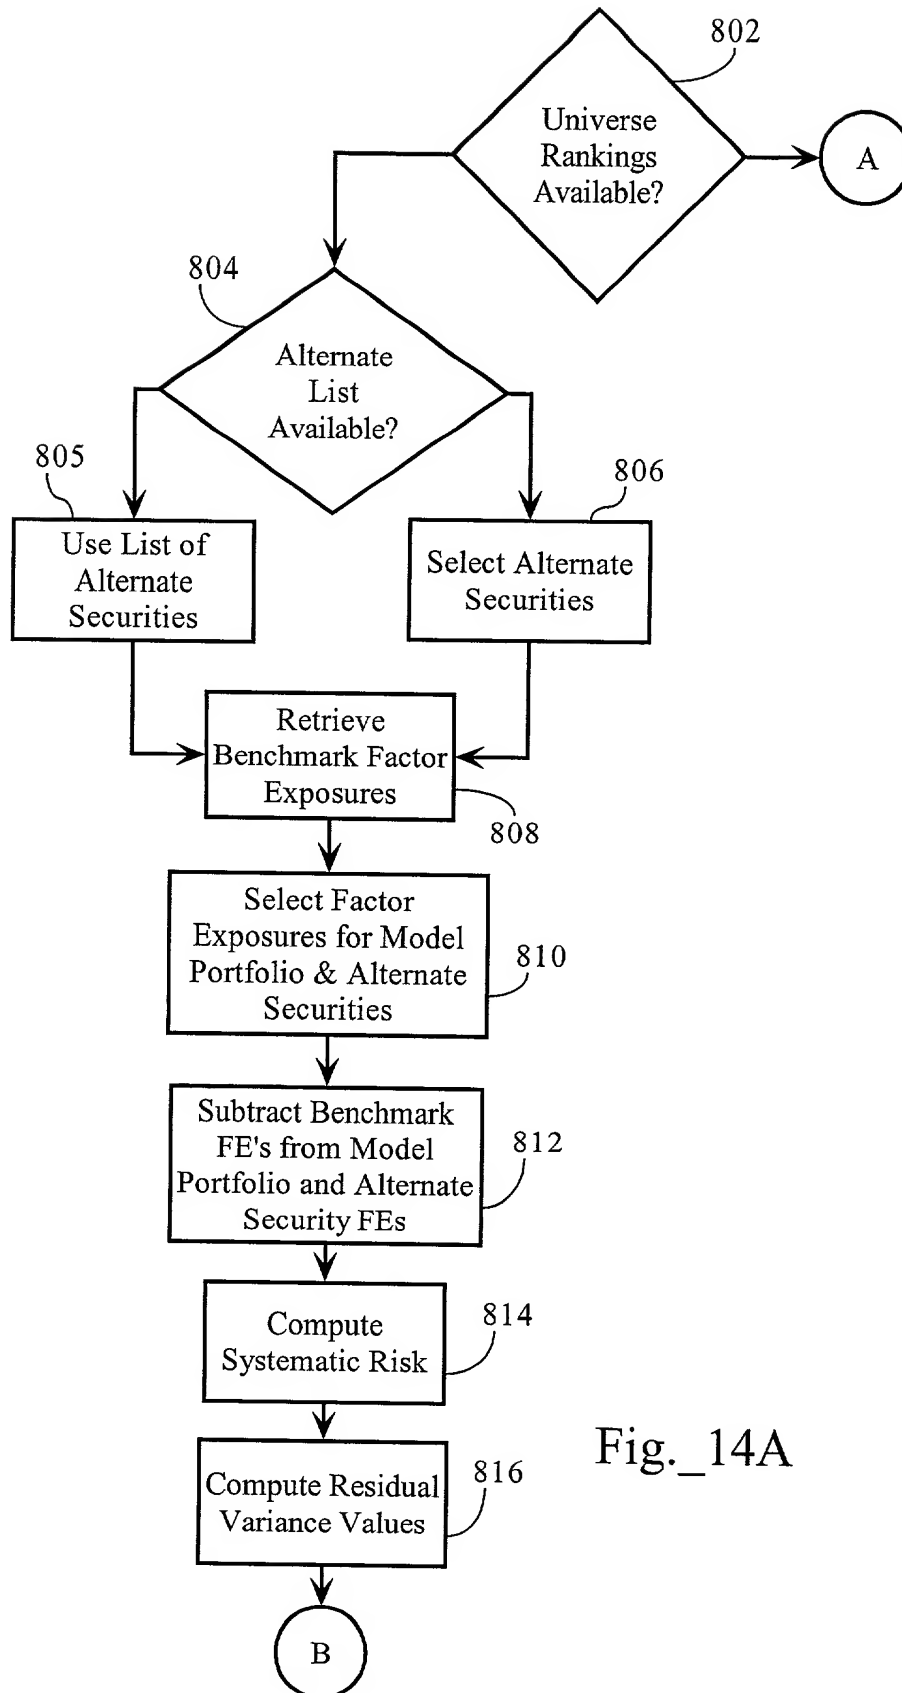 802
Universe
Rankings
Available?
A
804
Alternate
List
Available?
805
Use List of
Alternate
Securities
806
Select Alternate
Securities
Retrieve
Benchmark Factor
Exposures
808
Select Factor
Exposures for Model
Portfolio & Alternate
Securities
810
Subtract Benchmark
FE's from Model
Portfolio and Alternate
Security FEs
812
Compute
Systematic Risk
814
Compute Residual
Variance Values
816
Fig._14A
B